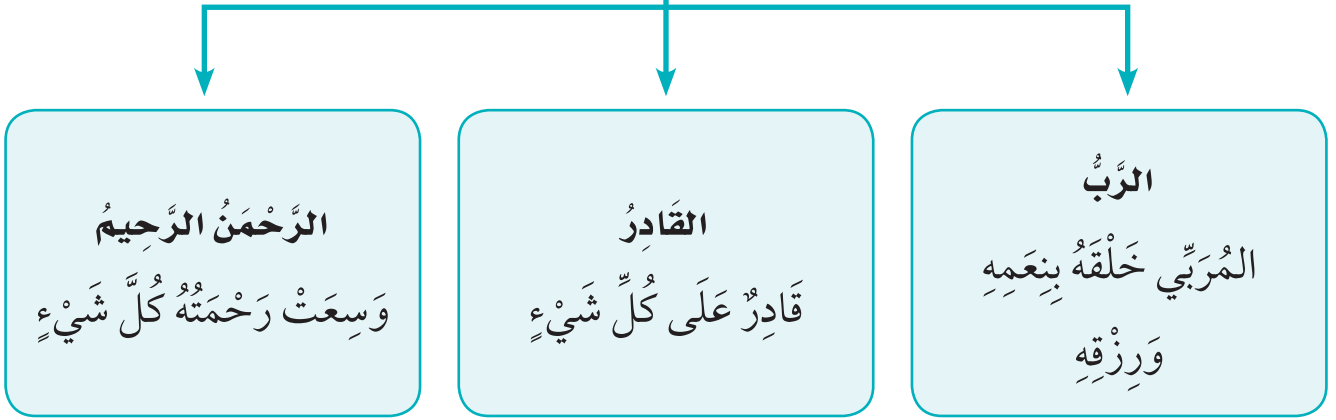 الرَّبُّ
المُرَبِّي خَلْقَهُ بِنِعَمِهِ
وَرِزْقِهِ
القَادِرُ
قَادِرٌ عَلَى كُلِّ شَيْءٍ
الرَّحْمَنُ الرَّحِيمُ
وَسِعَتْ رَحْمَتُهُ كُلَّ شَيْءٍ